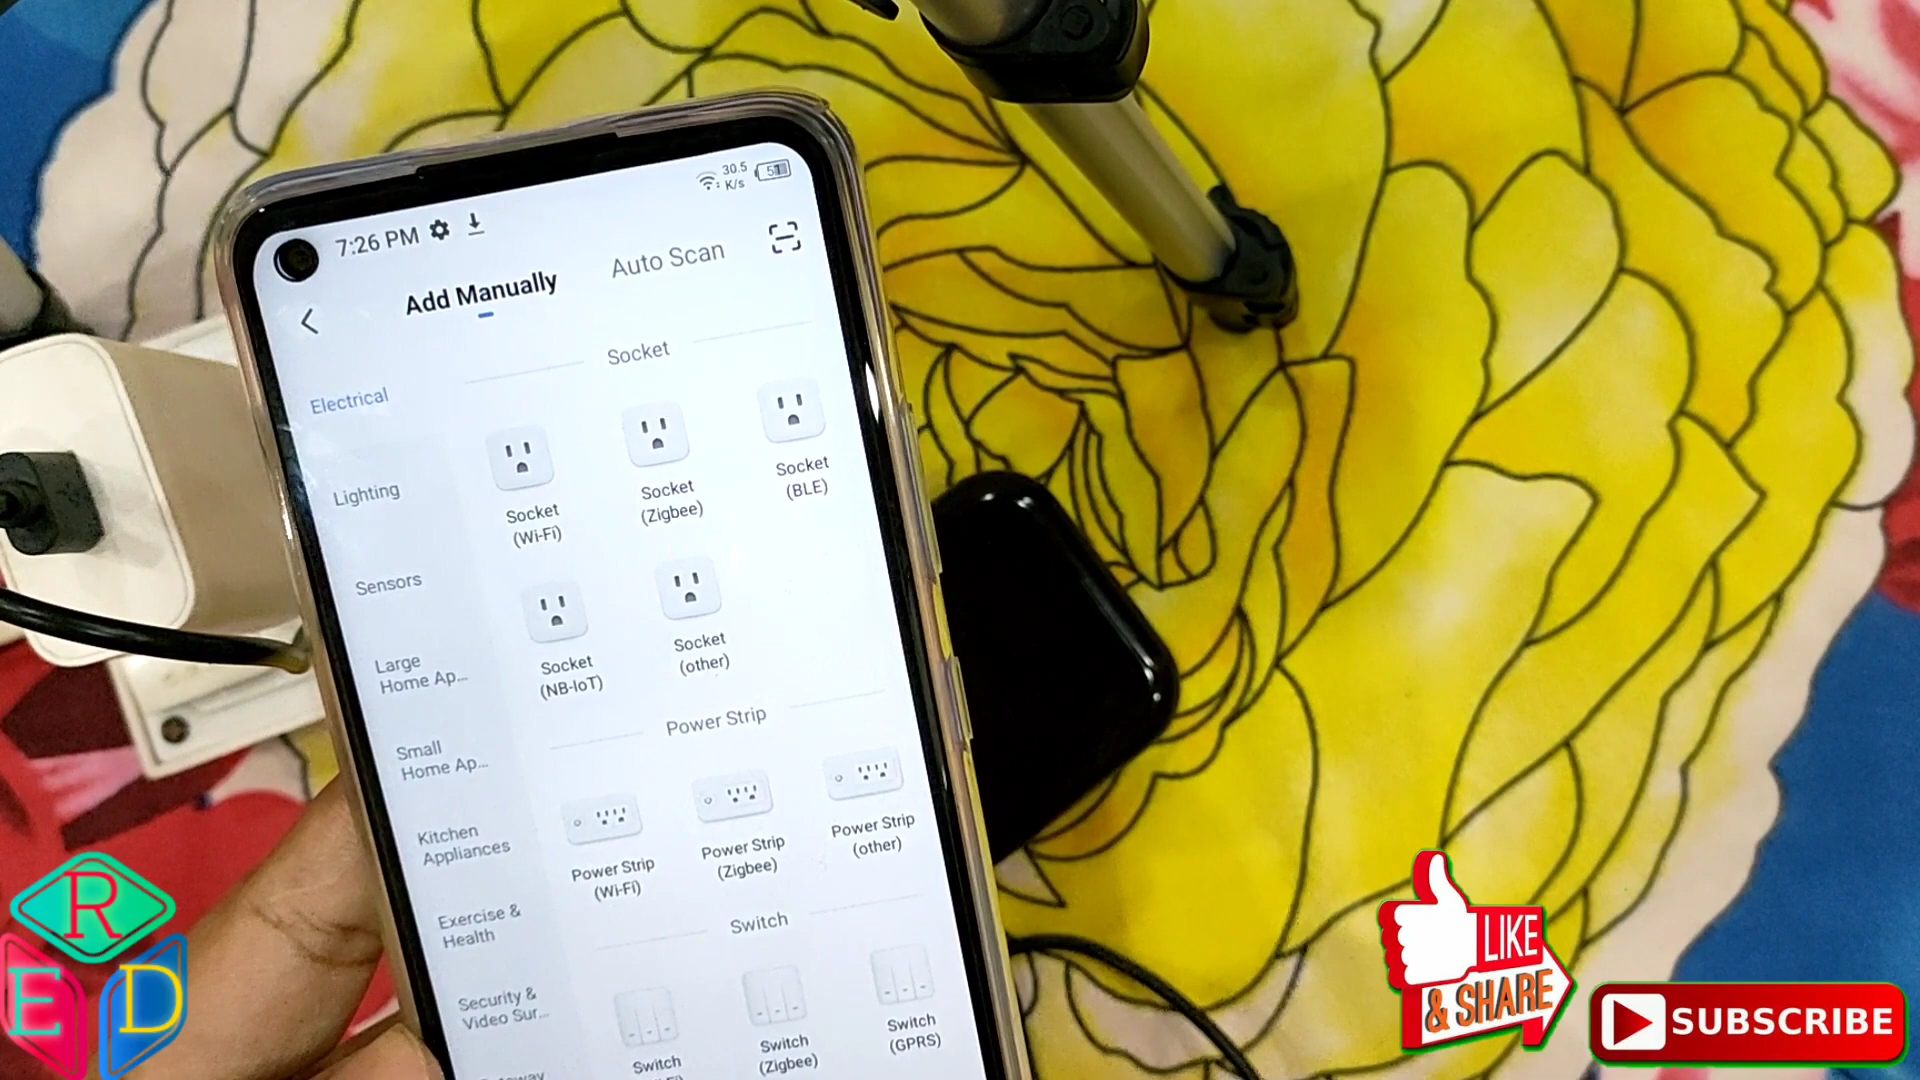 7:26 PM
30.5
K/s
51
Add Manually
Auto Scan
Socket
Electrical
Lighting
Sensors
Large
Home Ap...
Small
Home Ap...
Kitchen
Appliances
Exercise &
Health
Security &
Video Sur...
Socket
(Wi-Fi)
Socket
(Zigbee)
Socket
(BLE)
Socket
(NB-IoT)
Socket
(other)
Power Strip
Power Strip
(Wi-Fi)
Power Strip
(Zigbee)
Power Strip
(other)
Switch
Switch
Switch
(Zigbee)
Switch
(GPRS)
R
E D
LIKE
& SHARE
SUBSCRIBE